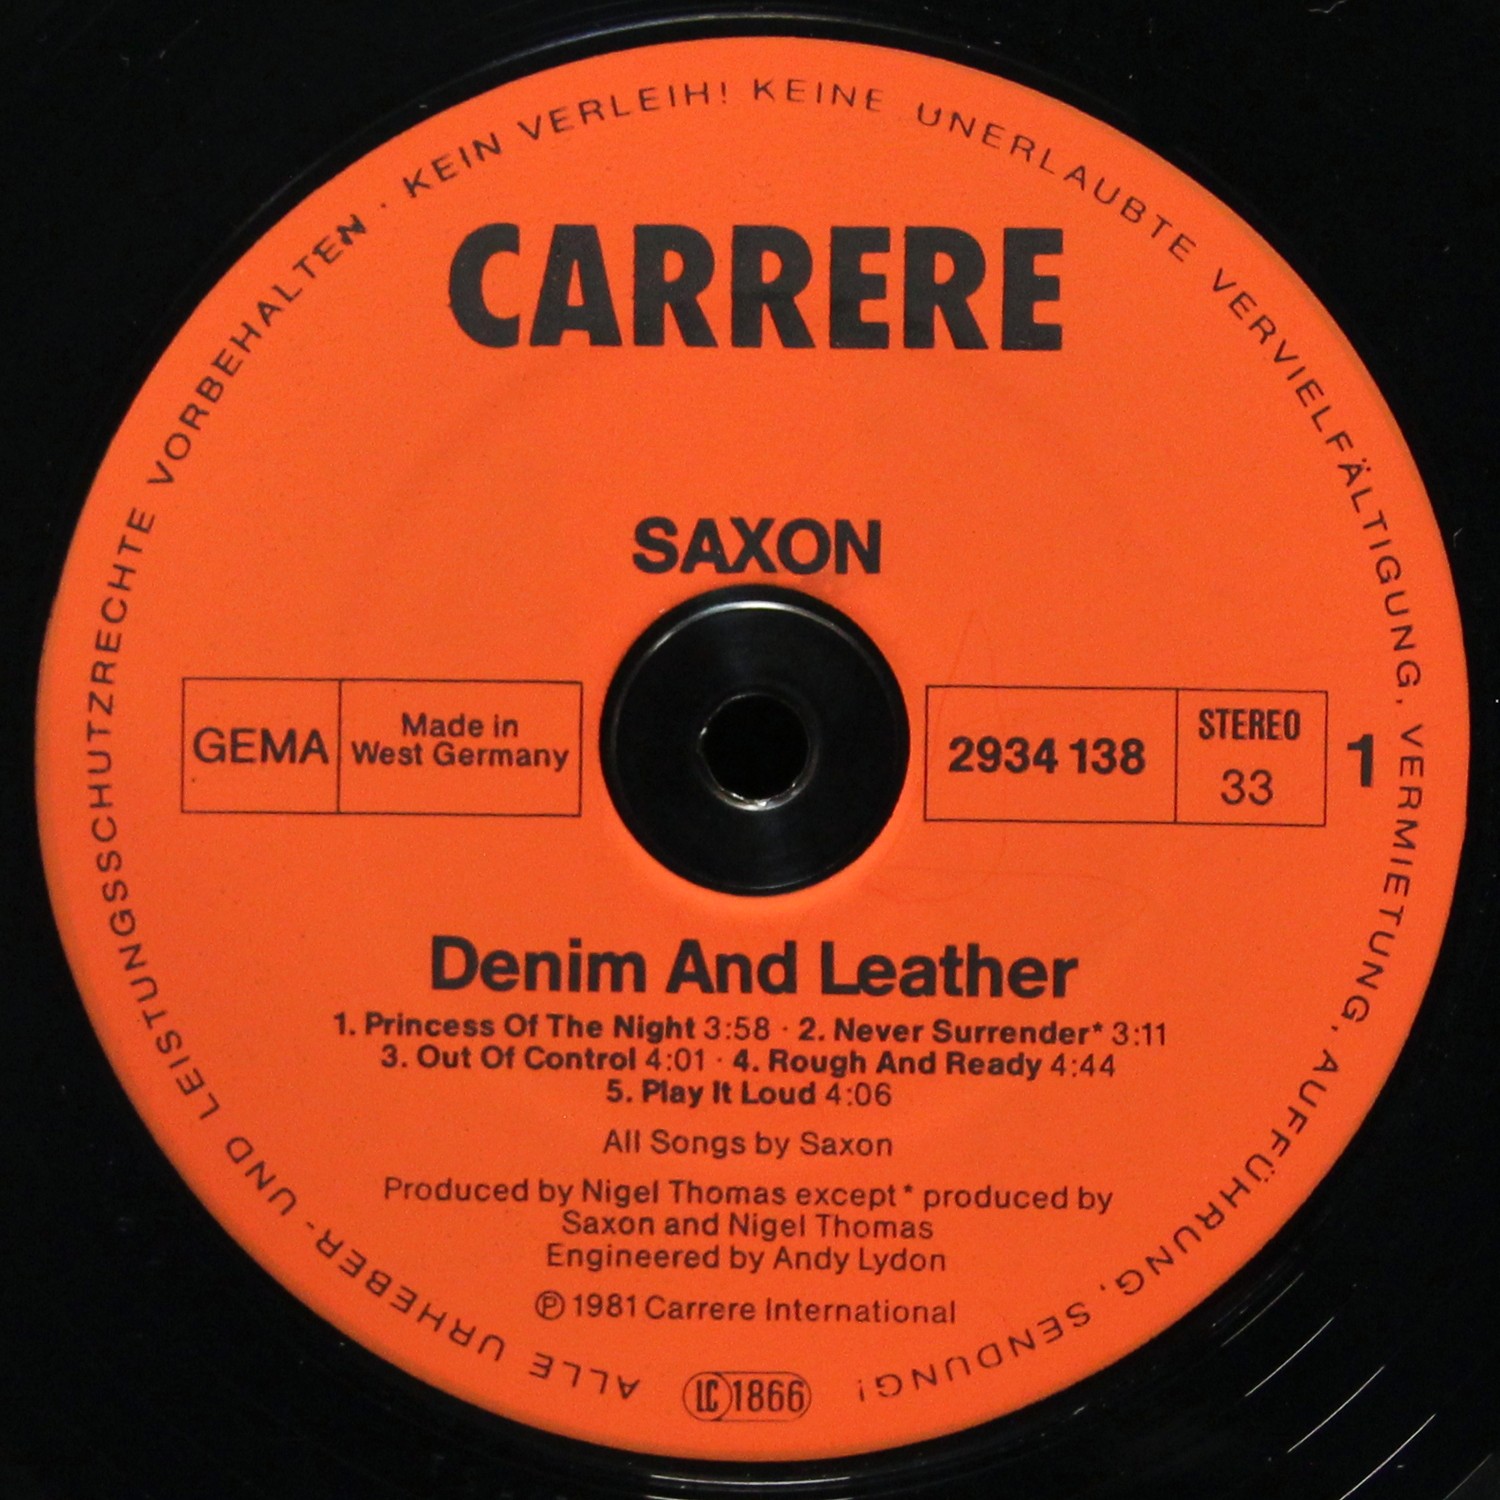 ALLE URHEBER- UND LEISTUNGSSCHUTZRECHTE VORBEHALTEN · KEIN VERLEIH! KEINE UNERLAUBTE VERVIELFÄLTIGUNG, VERMIETUNG, AUFFÜHRUNG, SENDUNG!
CARRERE
SAXON
GEMA
Made in
West Germany
2934 138
STEREO
33
1
Denim And Leather
1. Princess Of The Night 3:58 · 2. Never Surrender* 3:11
3. Out Of Control 4:01 · 4. Rough And Ready 4:44
5. Play It Loud 4:06
All Songs by Saxon
Produced by Nigel Thomas except* produced by
Saxon and Nigel Thomas
Engineered by Andy Lydon
℗ 1981 Carrere International
LC 1866